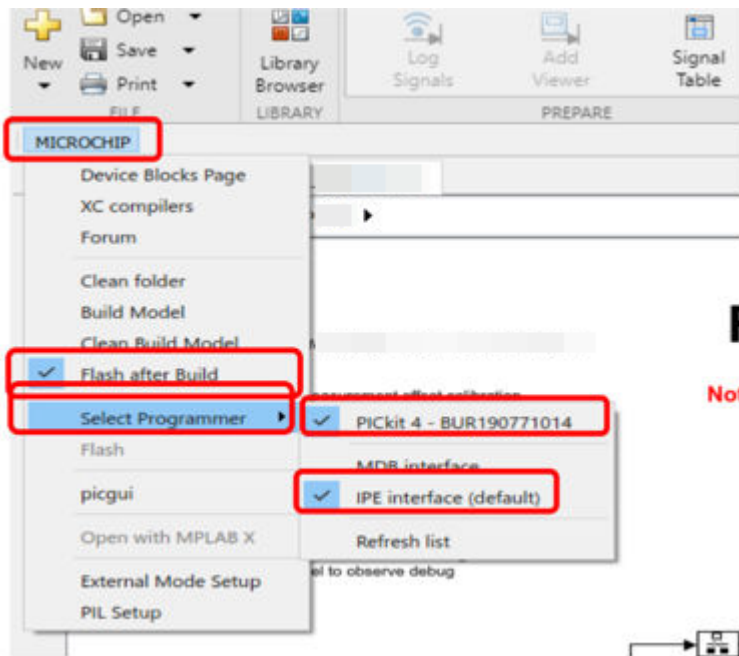 Open
New
Save
Print
FILE
Library
Browser
LIBRARY
Log
Signals
Add
Viewer
Signal
Table
PREPARE
MICROCHIP
Device Blocks Page
XC compilers
Forum
Clean folder
Build Model
Clean Build Model
Flash after Build
Select Programmer
Flash
picgui
Open with MPLAB X
External Mode Setup
PIL Setup
offset calibration
PICkit 4 - BUR190771014
MDB interface
IPE interface (default)
Refresh list
to observe debug